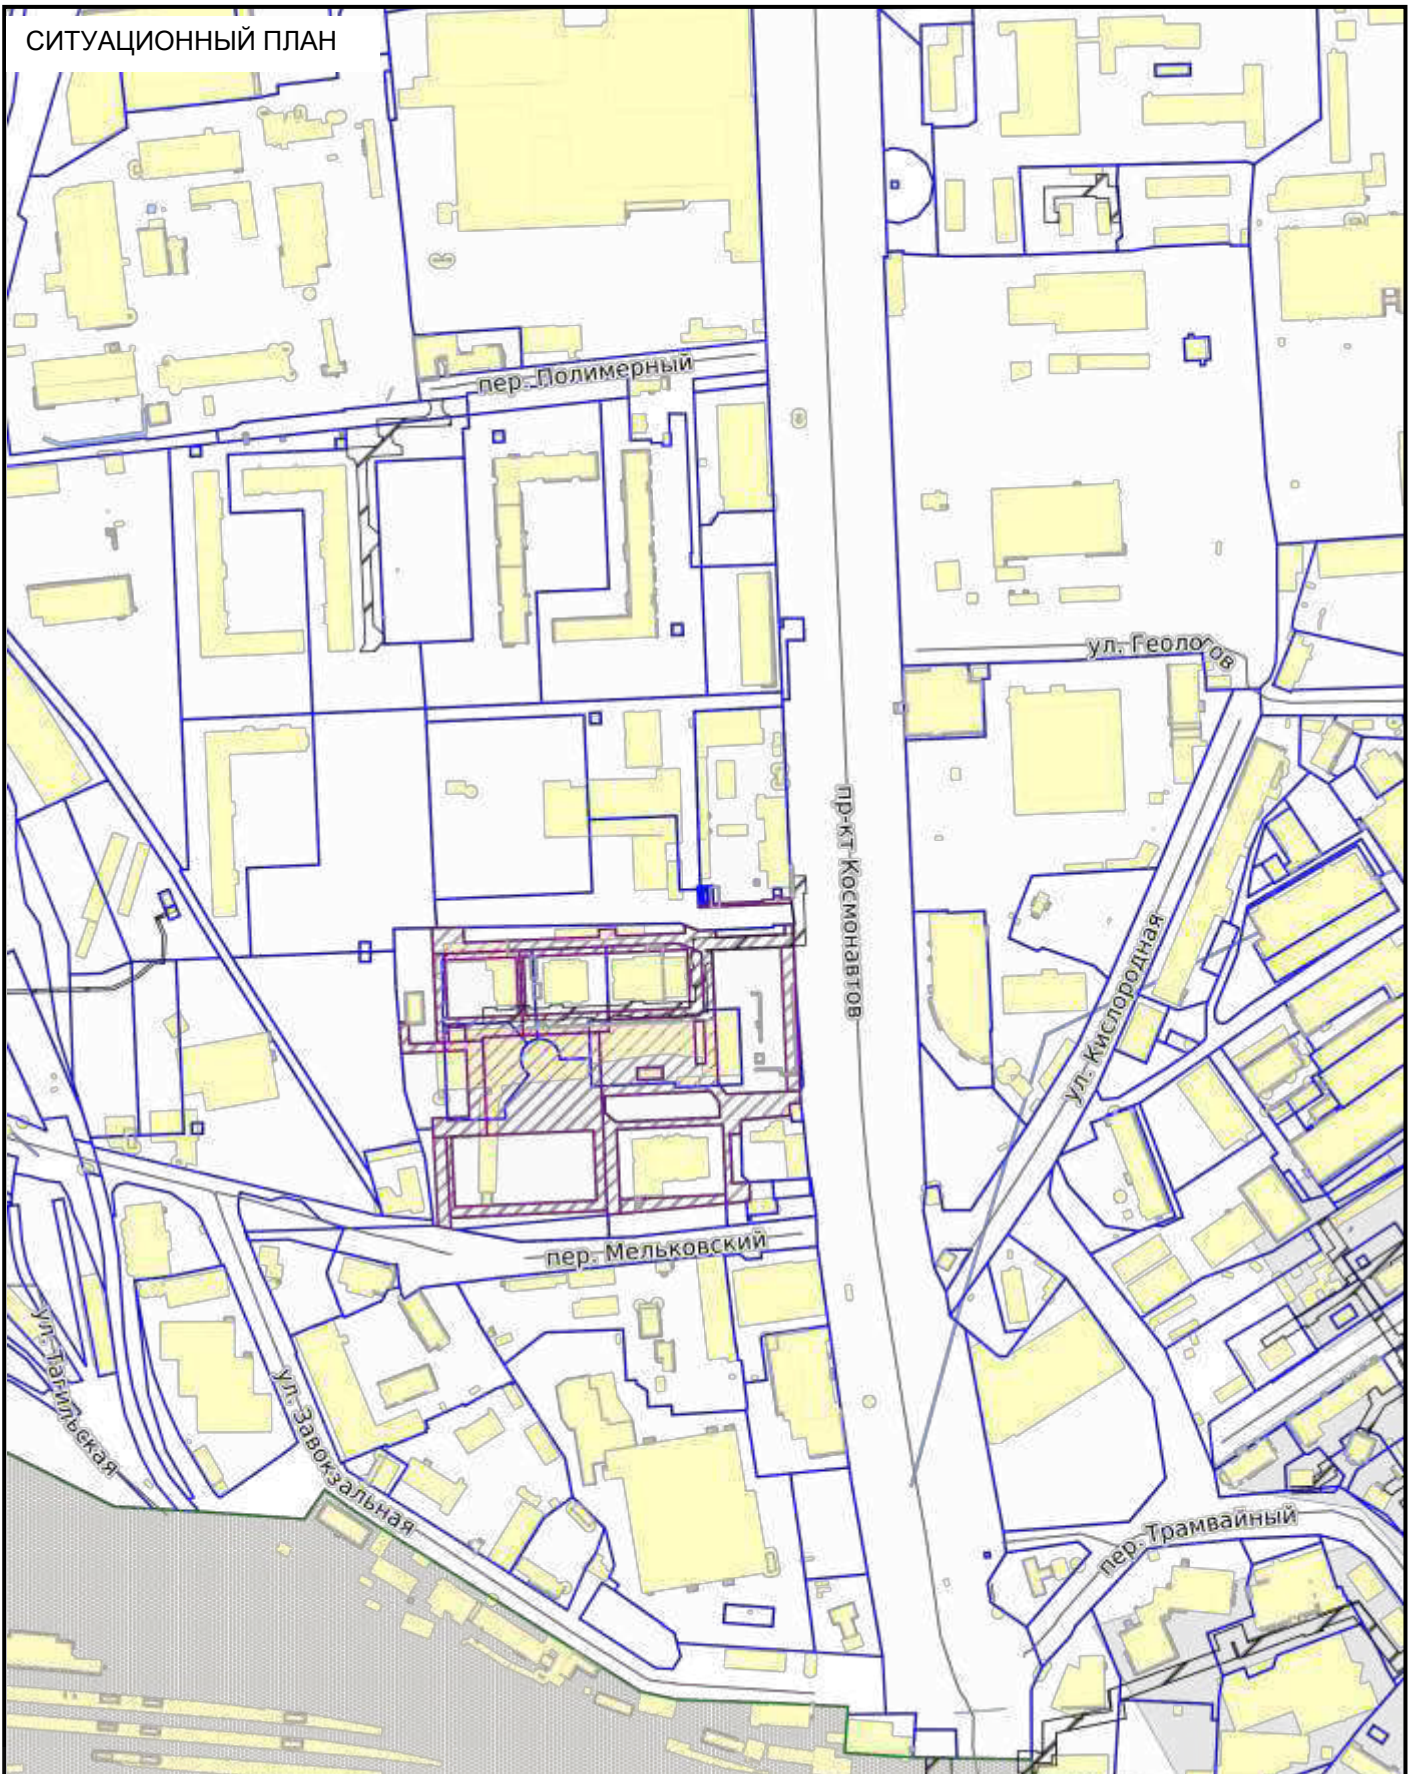 СИТУАЦИОННЫЙ ПЛАН
пер. Полимерный
ул. Геологов
пр-кт Космонавтов
ул. Кислородная
пер. Мельковский
ул. Тагильская
ул. Завокзальная
пер. Трамвайный